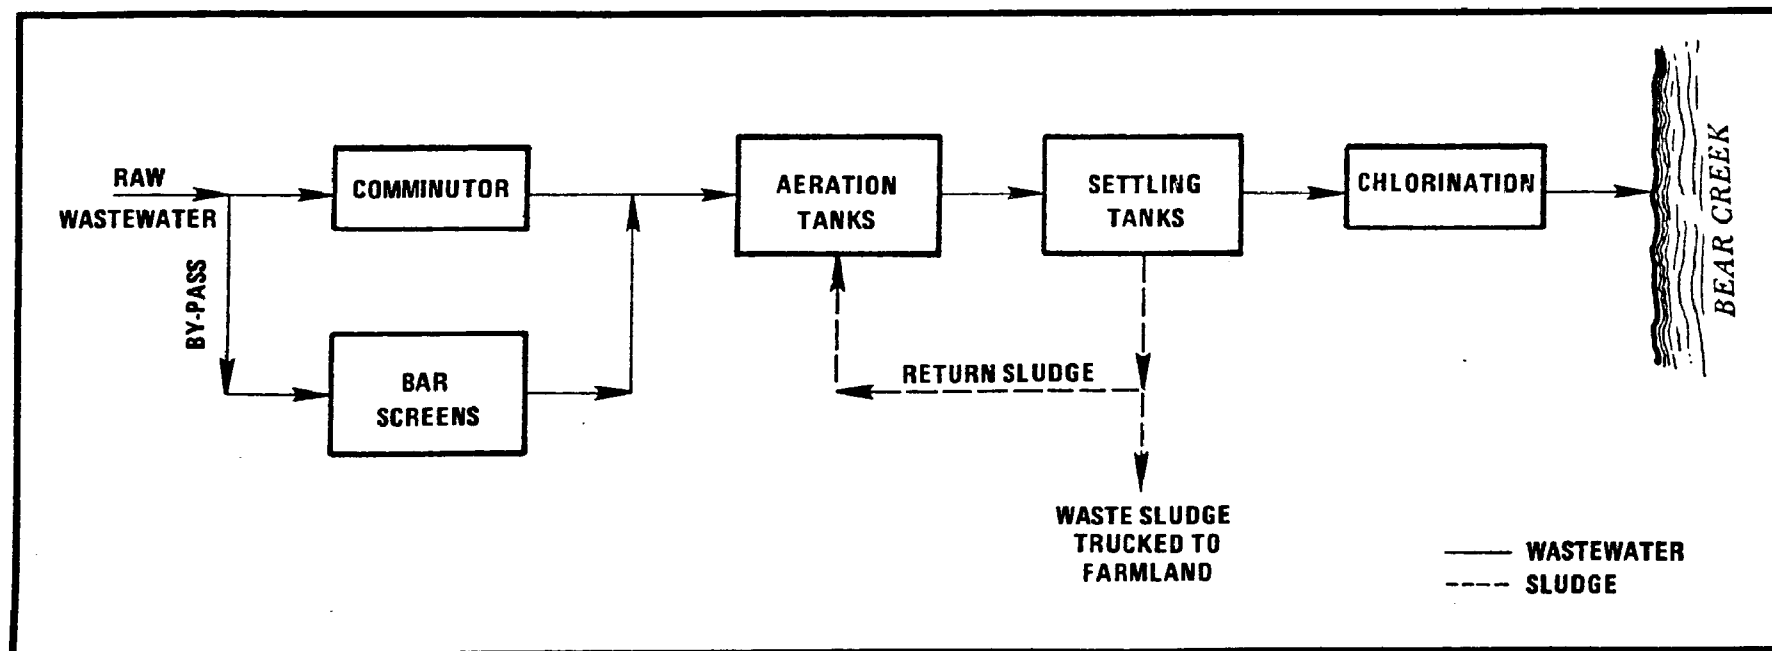 RAW
WASTEWATER
COMMINUTOR
BY-PASS
BAR
SCREENS
AERATION
TANKS
SETTLING
TANKS
CHLORINATION
BEAR CREEK
RETURN SLUDGE
WASTE SLUDGE
TRUCKED TO
FARMLAND
WASTEWATER
SLUDGE